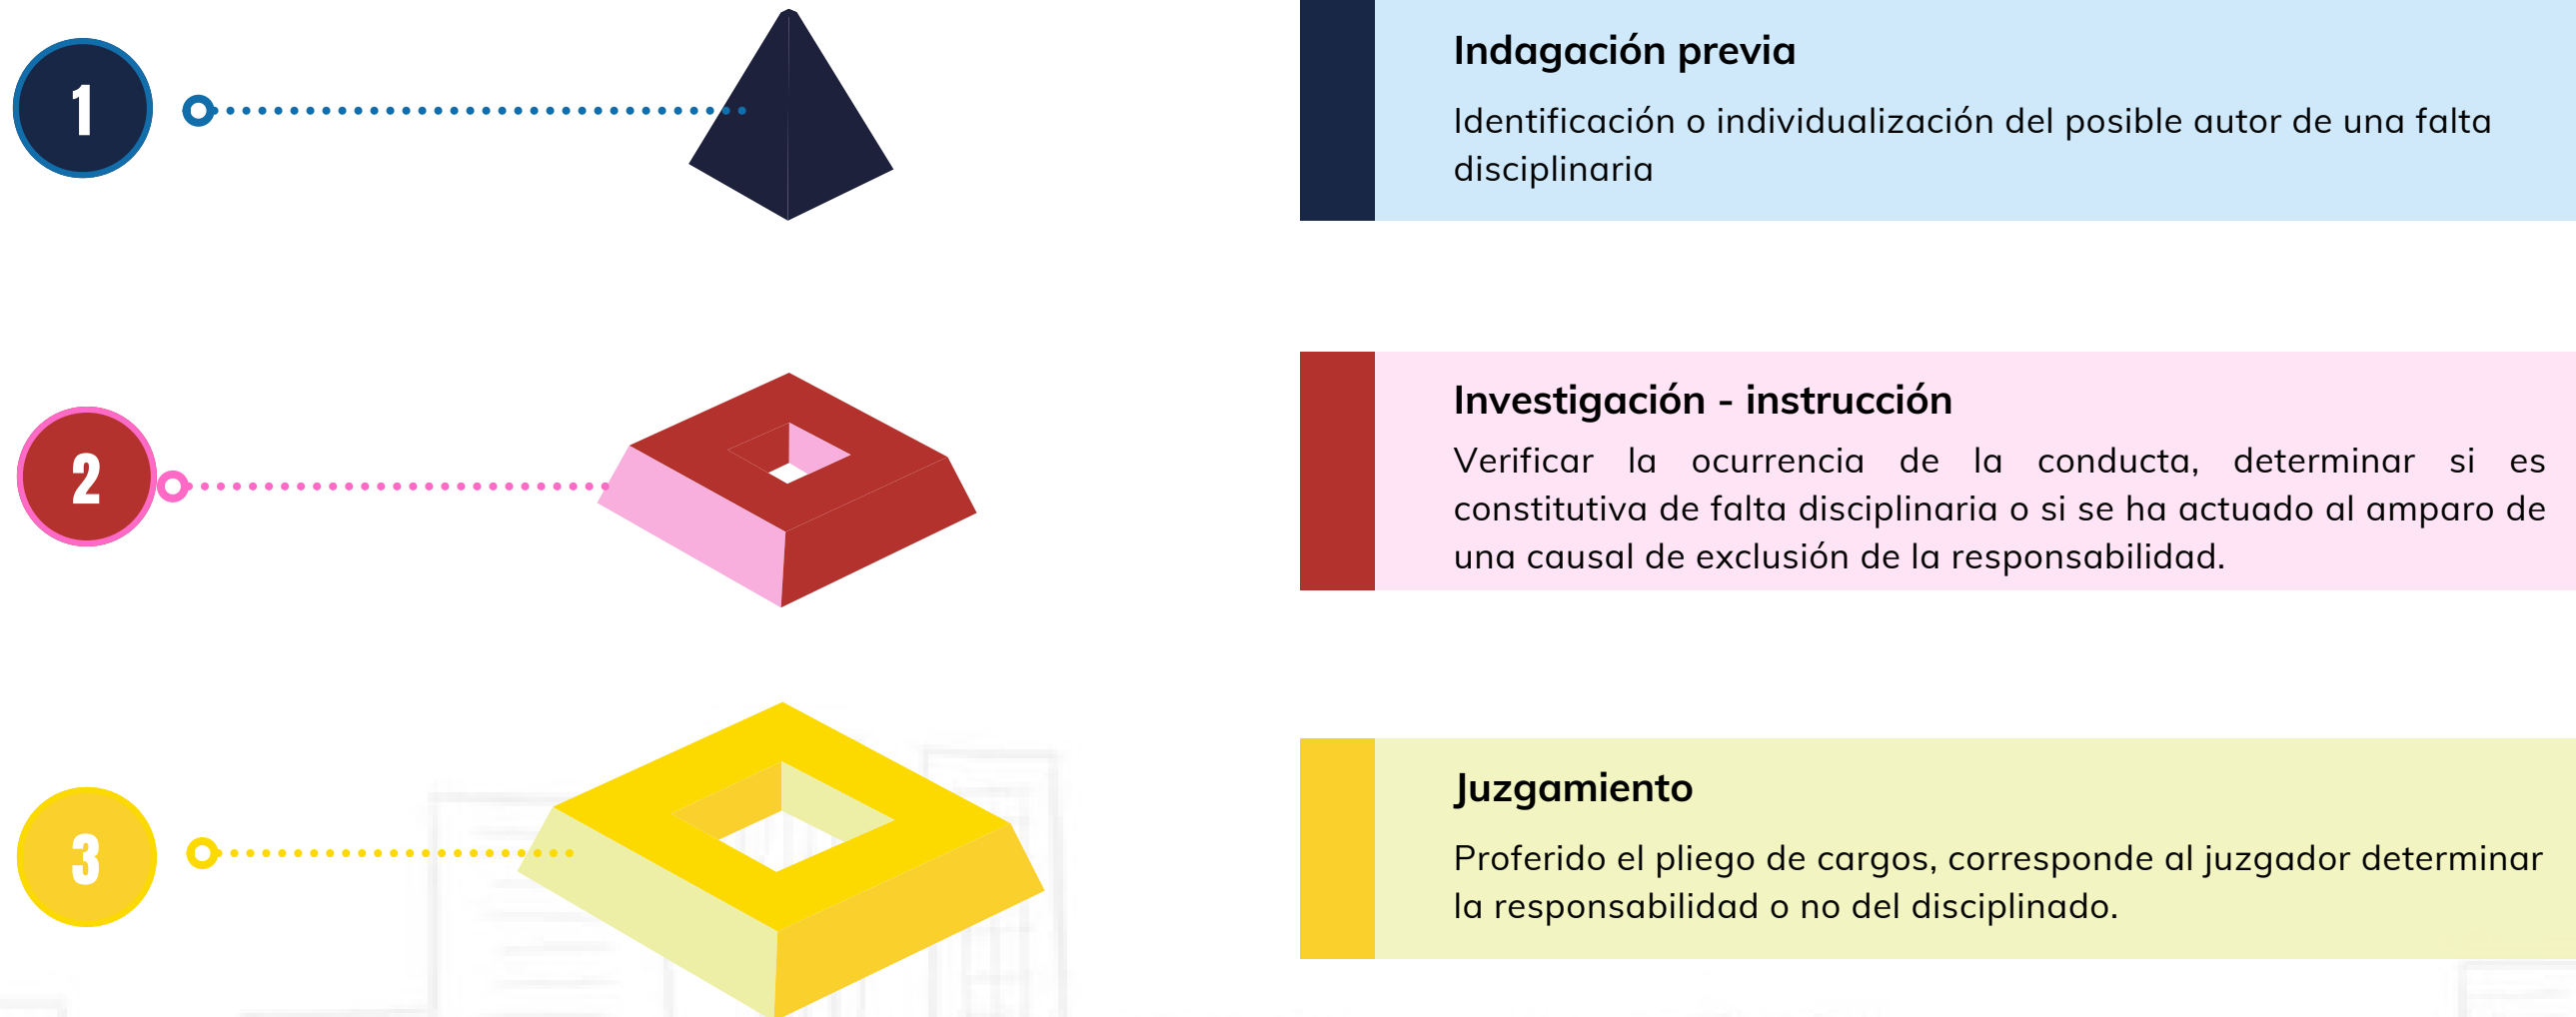 1
Indagación previa
Identificación o individualización del posible autor de una falta
disciplinaria
2
Investigación - instrucción
Verificar la ocurrencia de la conducta, determinar si es
constitutiva de falta disciplinaria o si se ha actuado al amparo de
una causal de exclusión de la responsabilidad.
3
Juzgamiento
Proferido el pliego de cargos, corresponde al juzgador determinar
la responsabilidad o no del disciplinado.